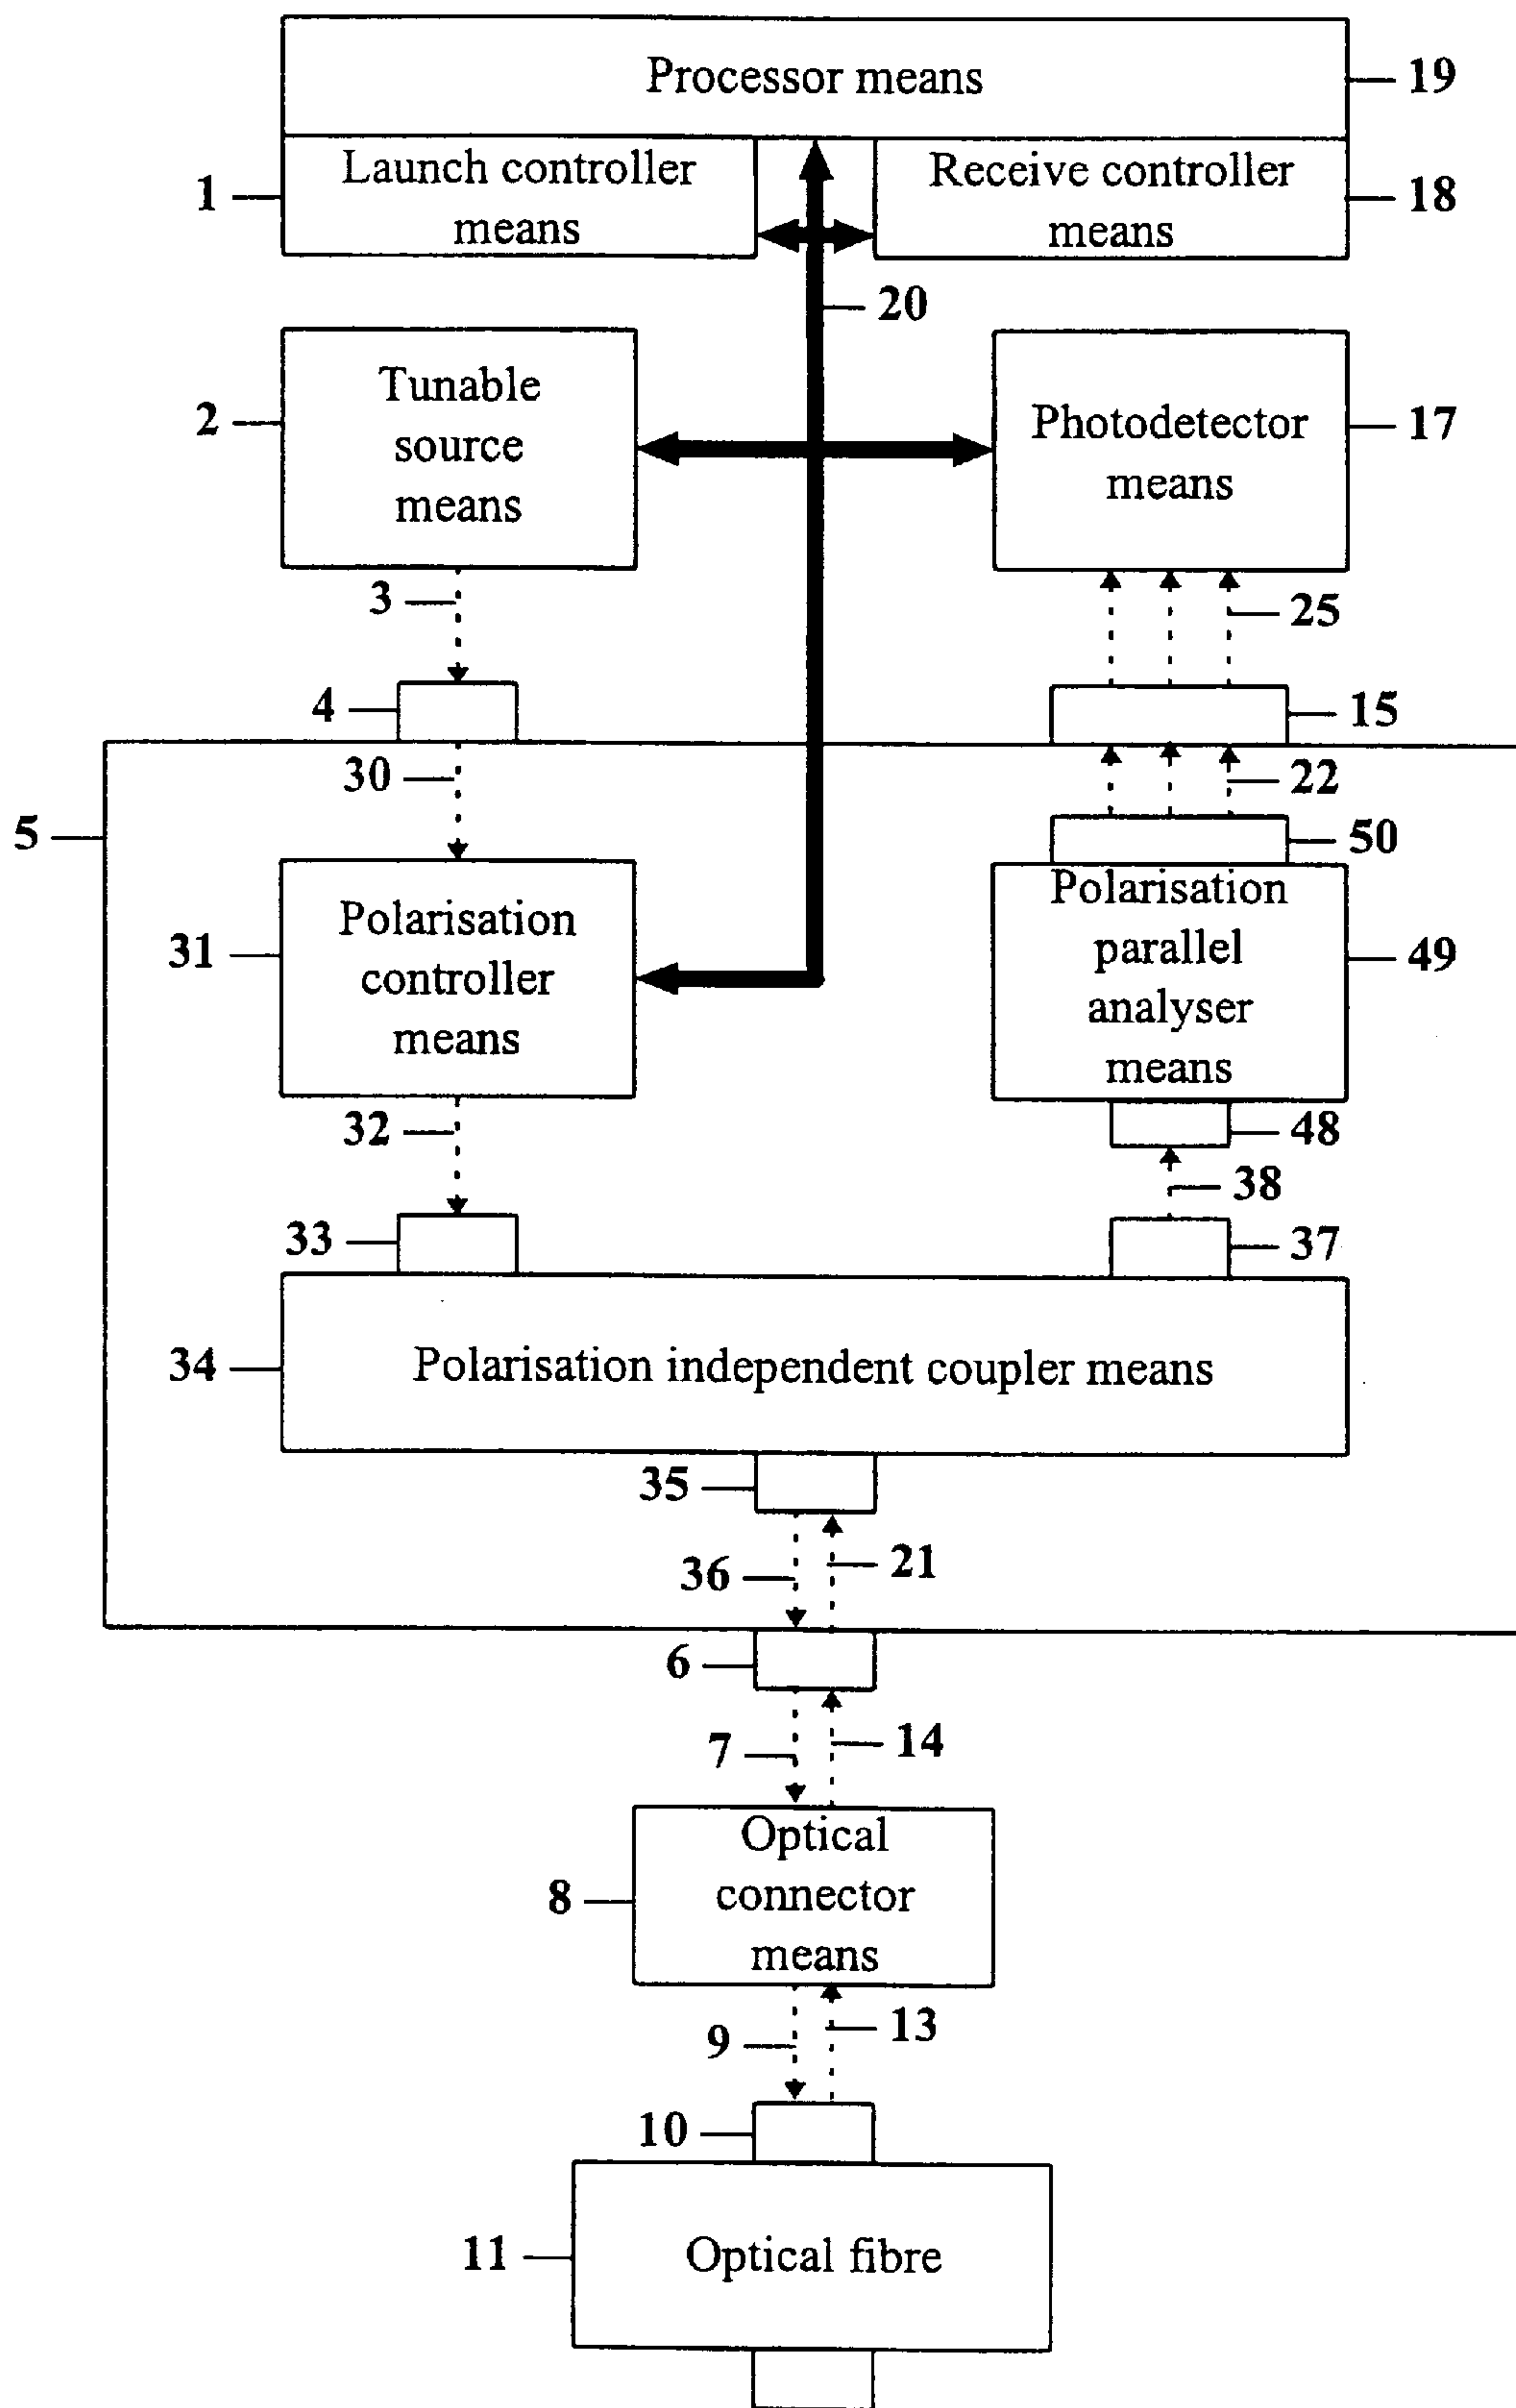 Processor means
19
Launch controller
means
1
Receive controller
means
18
20
Tunable
source
means
2
Photodetector
means
17
3
25
4
15
30
22
5
50
Polarisation
controller
means
31
Polarisation
parallel
analyser
means
49
32
48
38
33
37
34
Polarisation independent coupler means
35
36
21
6
7
14
Optical
connector
means
8
9
13
10
11
Optical fibre